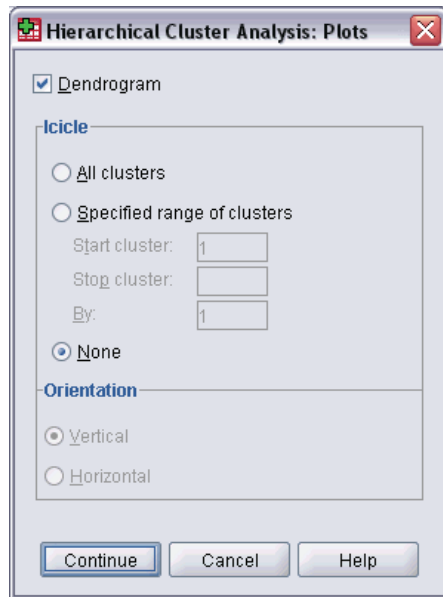 Hierarchical Cluster Analysis: Plots
Dendrogram
Icicle
All clusters
Specified range of clusters
Start cluster: 1
Stop cluster:
By: 1
None
Orientation
Vertical
Horizontal
Continue Cancel Help